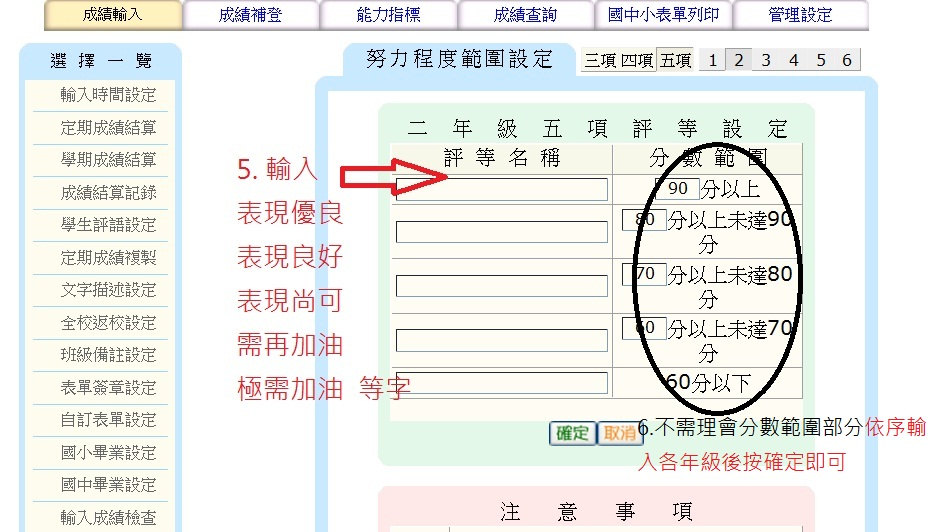 成績輸入 成績補登 能力指標 成績查詢 國中小表單列印 管理設定
選擇一覽
輸入時間設定
定期成績結算
學期成績結算
成績結算記錄
學生評語設定
定期成績複製
文字描述設定
全校返校設定
班級備註設定
表單簽章設定
自訂表單設定
國小畢業設定
國中畢業設定
輸入成績檢查
努力程度範圍設定 三項 四項 五項 1 2 3 4 5 6
二年級五項評等設定
評等名稱 分數範圍
90 分以上
80 分以上未達90
分
70 分以上未達80
分
60 分以上未達70
分
60分以下
確定 取消
5. 輸入
表現優良
表現良好
表現尚可
需再加油
極需加油 等字
6.不需理會分數範圍部分依序輸
入各年級後按確定即可
注意事項